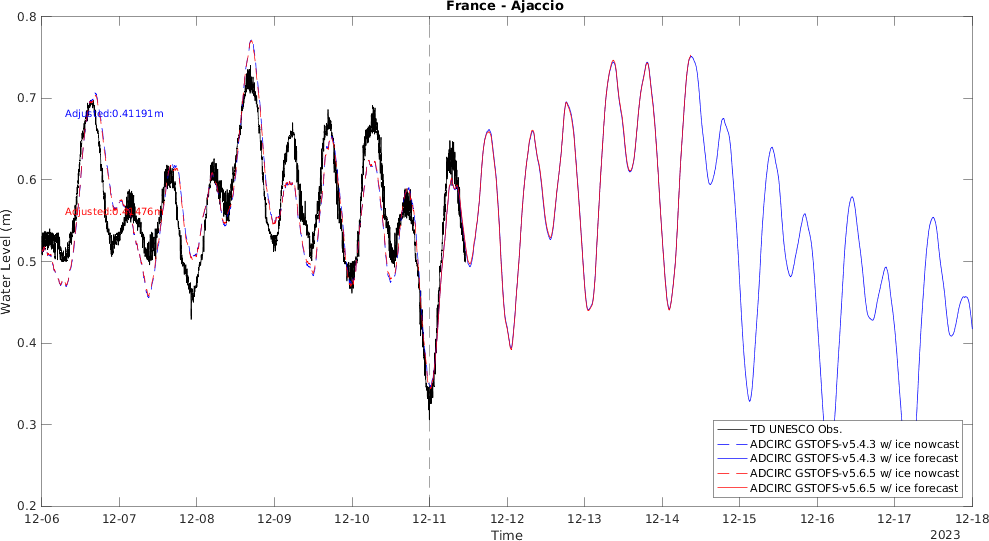 France - Ajaccio
0.8
0.7
0.6
0.5
0.4
0.3
0.2
Water Level (m)
Adjusted:0.41191m
TD UNESCO Obs.
ADCIRC GSTOFS-v5.4.3 w/ ice nowcast
ADCIRC GSTOFS-v5.4.3 w/ ice forecast
ADCIRC GSTOFS-v5.6.5 w/ ice nowcast
ADCIRC GSTOFS-v5.6.5 w/ ice forecast
12-06 12-07 12-08 12-09 12-10 12-11 12-12 12-13 12-14 12-15 12-16 12-17 12-18
Time
2023